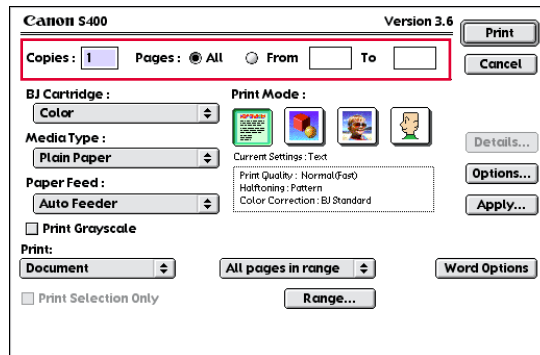 Canon S400 Version 3.6
Print
Copies : 1 Pages : All From To
Cancel
BJ Cartridge : Print Mode :
Color
Media Type :
Plain Paper
Details...
Current Settings : Text
Print Quality : Normal(Fast)
Halftoning : Pattern
Color Correction : BJ Standard
Options...
Paper Feed :
Auto Feeder
Apply...
Print Grayscale
Print:
Document All pages in range Word Options
Print Selection Only Range...